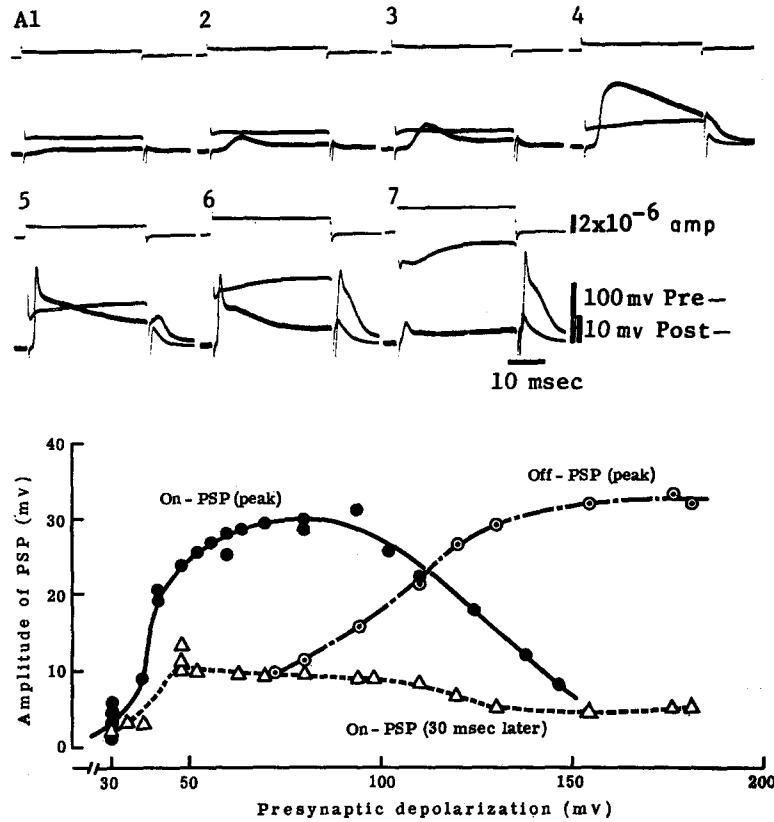 A1 2 3 4
5 6 7 2x10⁻⁶ amp
100 mv Pre—
10 mv Post—
10 msec
40
30
20
10
0
Amplitude of PSP (mv)
On - PSP (peak)
Off - PSP (peak)
On - PSP (30 msec later)
30 50 100 150 200
Presynaptic depolarization (mv)